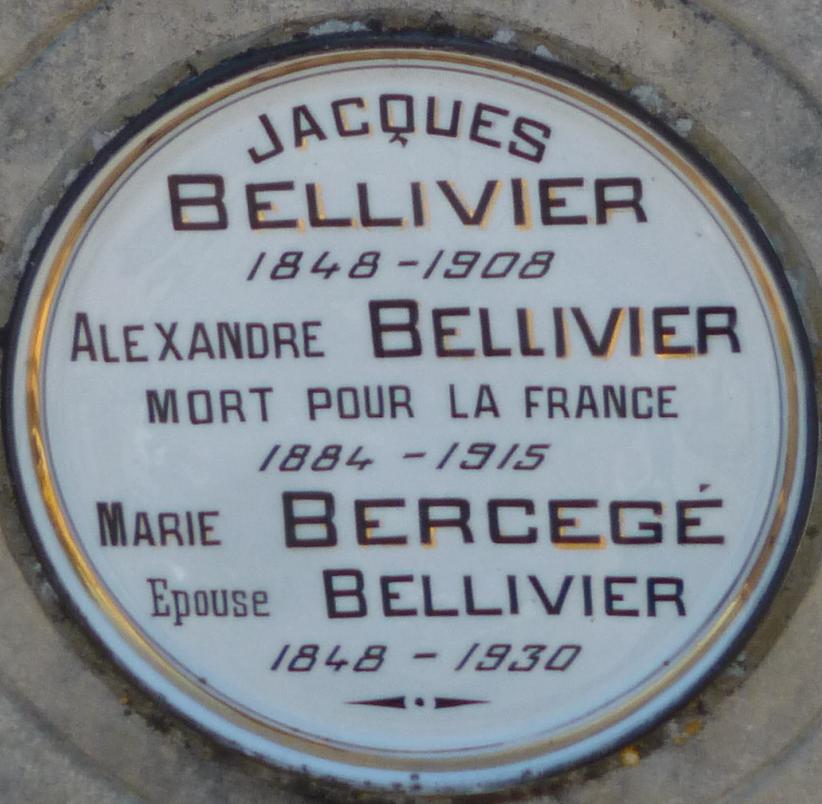 JACQUES
BELLIVIER
1848-1908
ALEXANDRE BELLIVIER
MORT POUR LA FRANCE
1884 - 1915
MARIE BERCEGÉ
Epouse BELLIVIER
1848 - 1930